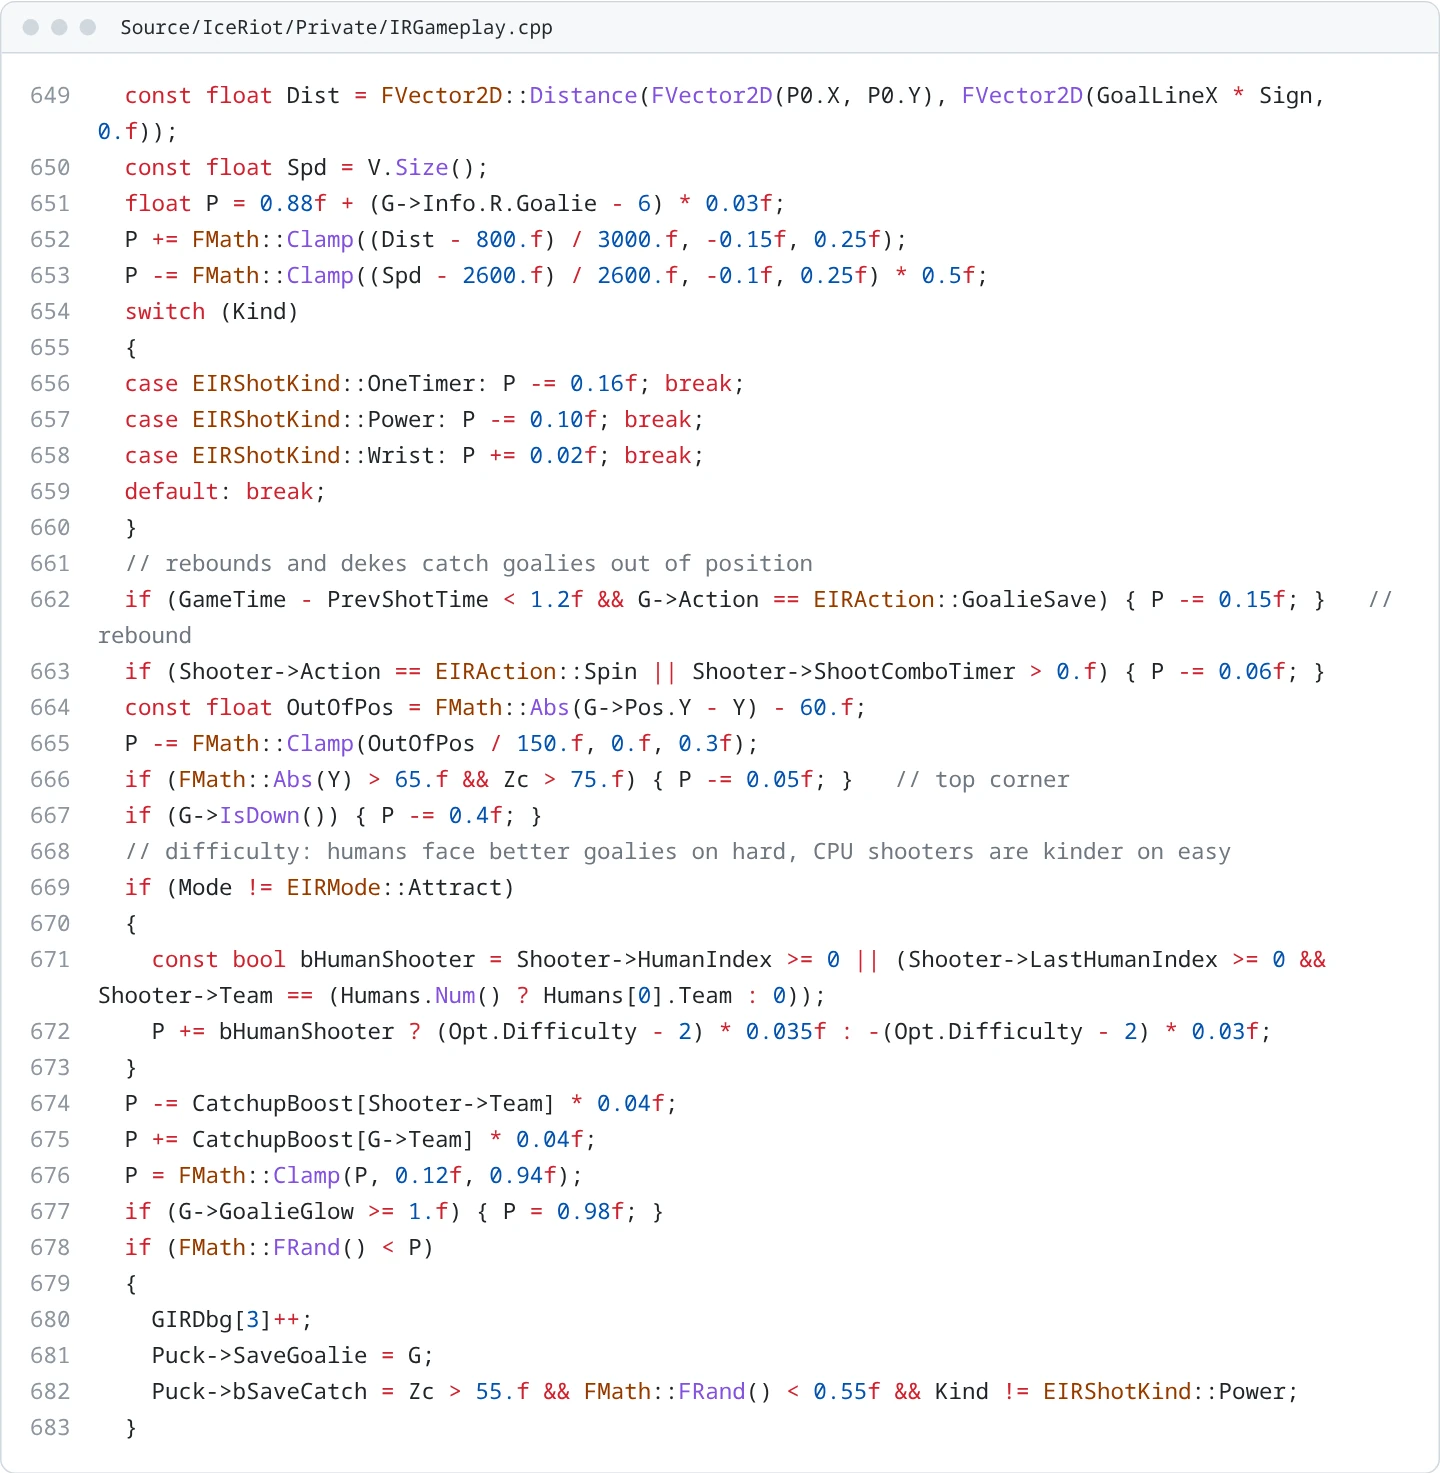 Source/IceRiot/Private/IRGameplay.cpp
649 const float Dist = FVector2D::Distance(FVector2D(P0.X, P0.Y), FVector2D(GoalLineX * Sign,
0.f));
650 const float Spd = V.Size();
651 float P = 0.88f + (G->Info.R.Goalie - 6) * 0.03f;
652 P += FMath::Clamp((Dist - 800.f) / 3000.f, -0.15f, 0.25f);
653 P -= FMath::Clamp((Spd - 2600.f) / 2600.f, -0.1f, 0.25f) * 0.5f;
654 switch (Kind)
655 {
656 case EIRShotKind::OneTimer: P -= 0.16f; break;
657 case EIRShotKind::Power: P -= 0.10f; break;
658 case EIRShotKind::Wrist: P += 0.02f; break;
659 default: break;
660 }
661 // rebounds and dekes catch goalies out of position
662 if (GameTime - PrevShotTime < 1.2f && G->Action == EIRAction::GoalieSave) { P -= 0.15f; }   //
rebound
663 if (Shooter->Action == EIRAction::Spin || Shooter->ShootComboTimer > 0.f) { P -= 0.06f; }
664 const float OutOfPos = FMath::Abs(G->Pos.Y - Y) - 60.f;
665 P -= FMath::Clamp(OutOfPos / 150.f, 0.f, 0.3f);
666 if (FMath::Abs(Y) > 65.f && Zc > 75.f) { P -= 0.05f; }   // top corner
667 if (G->IsDown()) { P -= 0.4f; }
668 // difficulty: humans face better goalies on hard, CPU shooters are kinder on easy
669 if (Mode != EIRMode::Attract)
670 {
671 const bool bHumanShooter = Shooter->HumanIndex >= 0 || (Shooter->LastHumanIndex >= 0 &&
Shooter->Team == (Humans.Num() ? Humans[0].Team : 0));
672 P += bHumanShooter ? (Opt.Difficulty - 2) * 0.035f : -(Opt.Difficulty - 2) * 0.03f;
673 }
674 P -= CatchupBoost[Shooter->Team] * 0.04f;
675 P += CatchupBoost[G->Team] * 0.04f;
676 P = FMath::Clamp(P, 0.12f, 0.94f);
677 if (G->GoalieGlow >= 1.f) { P = 0.98f; }
678 if (FMath::FRand() < P)
679 {
680 GIRDbg[3]++;
681 Puck->SaveGoalie = G;
682 Puck->bSaveCatch = Zc > 55.f && FMath::FRand() < 0.55f && Kind != EIRShotKind::Power;
683 }